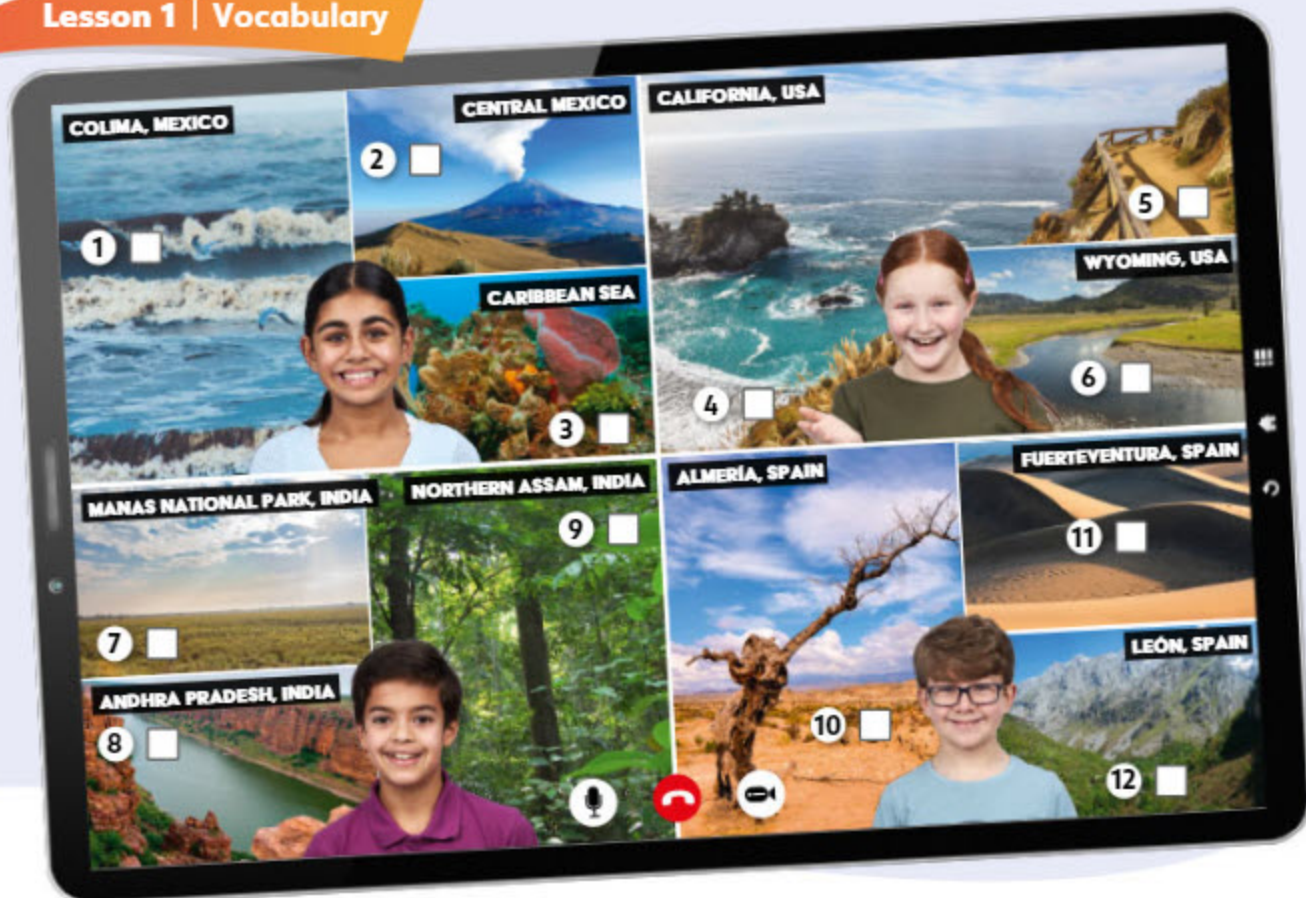 Lesson 1 | Vocabulary
COLIMA, MEXICO
1
CENTRAL MEXICO
2
CARIBBEAN SEA
3
CALIFORNIA, USA
4
5
WYOMING, USA
6
MANAS NATIONAL PARK, INDIA
7
ANDHRA PRADESH, INDIA
8
NORTHERN ASSAM, INDIA
9
ALMERÍA, SPAIN
10
FUERTEVENTURA, SPAIN
11
LEÓN, SPAIN
12